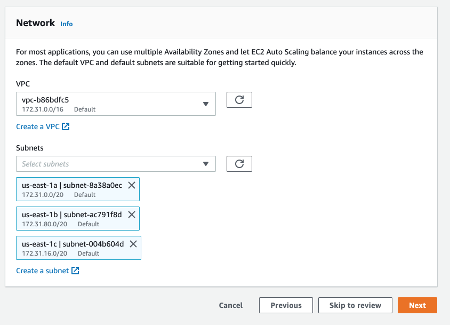 Network Info
For most applications, you can use multiple Availability Zones and let EC2 Auto Scaling balance your instances across the
zones. The default VPC and default subnets are suitable for getting started quickly.
VPC
vpc-b86bdfc5
172.31.0.0/16 Default
Create a VPC
Subnets
Select subnets
us-east-1a | subnet-8a38a0ec
172.31.0.0/20 Default
us-east-1b | subnet-ac791f8d
172.31.80.0/20 Default
us-east-1c | subnet-004b604d
172.31.16.0/20 Default
Create a subnet
Cancel Previous Skip to review Next